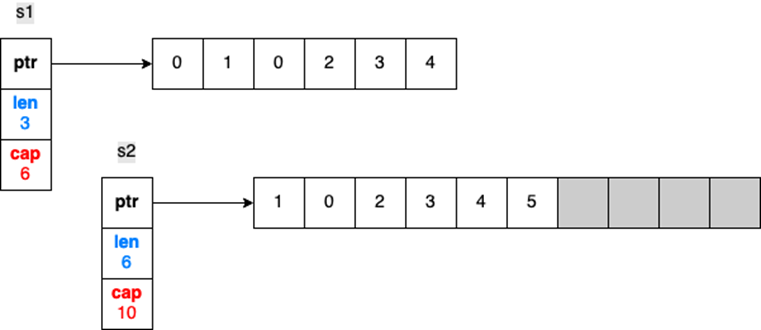 s1
ptr 0 1 0 2 3 4
len
3
cap
6
s2
ptr 1 0 2 3 4 5
len
6
cap
10